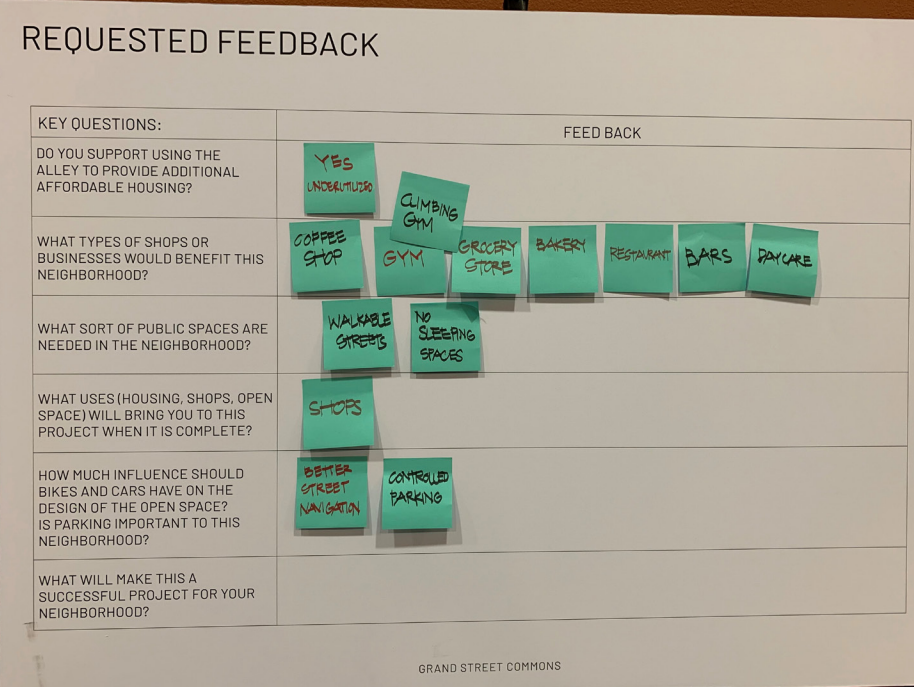 REQUESTED FEEDBACK
KEY QUESTIONS:
FEED BACK
DO YOU SUPPORT USING THE
ALLEY TO PROVIDE ADDITIONAL
AFFORDABLE HOUSING?
YES
UNDERUTILIZED
CLIMBING
GYM
WHAT TYPES OF SHOPS OR
BUSINESSES WOULD BENEFIT THIS
NEIGHBORHOOD?
COFFEE
SHOP
GYM
GROCERY
STORE
BAKERY
RESTAURANT
BARS
DAYCARE
WHAT SORT OF PUBLIC SPACES ARE
NEEDED IN THE NEIGHBORHOOD?
WALKABLE
STREETS
NO
SLEEPING
SPACES
WHAT USES (HOUSING, SHOPS, OPEN
SPACE) WILL BRING YOU TO THIS
PROJECT WHEN IT IS COMPLETE?
SHOPS
HOW MUCH INFLUENCE SHOULD
BIKES AND CARS HAVE ON THE
DESIGN OF THE OPEN SPACE?
IS PARKING IMPORTANT TO THIS
NEIGHBORHOOD?
BETTER
STREET
NAVIGATION
CONTROLLED
PARKING
WHAT WILL MAKE THIS A
SUCCESSFUL PROJECT FOR YOUR
NEIGHBORHOOD?
GRAND STREET COMMONS